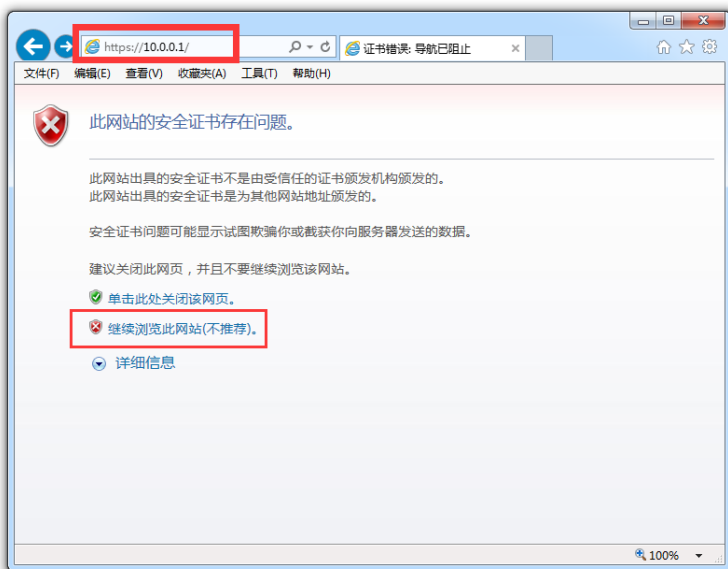 https://10.0.0.1/
证书错误: 导航已阻止
文件(F) 编辑(E) 查看(V) 收藏夹(A) 工具(T) 帮助(H)
此网站的安全证书存在问题。
此网站出具的安全证书不是由受信任的证书颁发机构颁发的。
此网站出具的安全证书是为其他网站地址颁发的。
安全证书问题可能显示试图欺骗你或截获你向服务器发送的数据。
建议关闭此网页，并且不要继续浏览该网站。
单击此处关闭该网页。
继续浏览此网站(不推荐)。
详细信息
100%